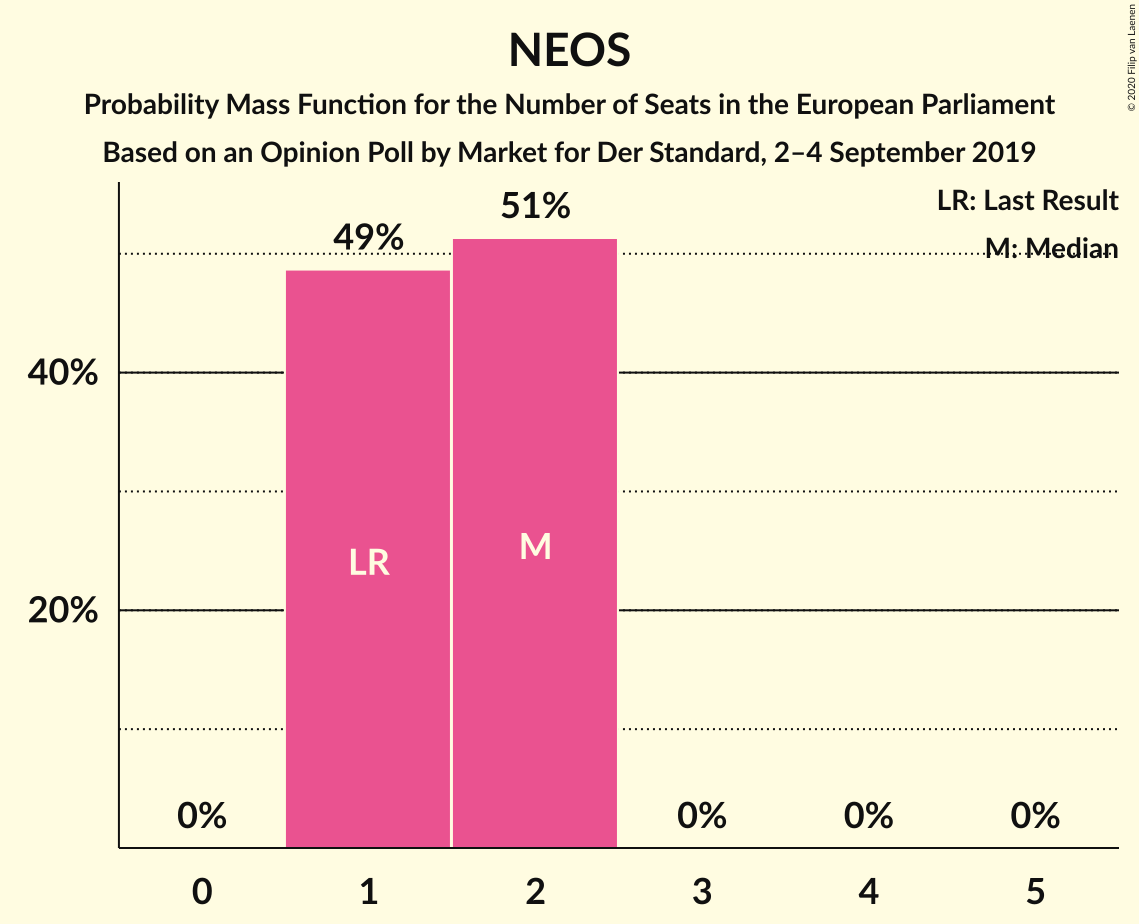 NEOS
Probability Mass Function for the Number of Seats in the European Parliament
Based on an Opinion Poll by Market for Der Standard, 2–4 September 2019
© 2020 Filip van Laenen
LR: Last Result
M: Median
51%
49%
40%
20%
LR
M
0%
0%
0%
0%
0
1
2
3
4
5